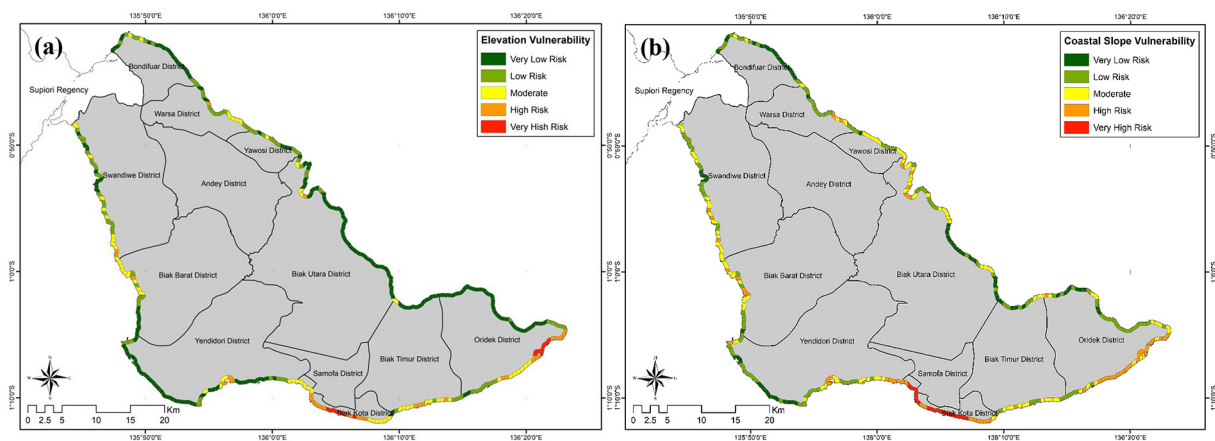 135°50'0"E 136°0'0"E 136°10'0"E 136°20'0"E
(a)
Elevation Vulnerability
Very Low Risk
Low Risk
Moderate
High Risk
Very Hish Risk
Bondifuar District
Supiori Regency
Warsa District
Yawosi District
Swandiwe District
Andey District
Biak Barat District
Biak Utara District
Yendidori District
Oridek District
Biak Timur District
Samofa District
Biak Kota District
0°50'0"S
1°0'0"S
1°10'0"S
N
0 2.5 5 10 15 20
Km
135°50'0"E 136°0'0"E 136°10'0"E 136°20'0"E
135°50'0"E 136°0'0"E 136°10'0"E 136°20'0"E
(b)
Coastal Slope Vulnerability
Very Low Risk
Low Risk
Moderate
High Risk
Very High Risk
Bondifuar District
Supiori Regency
Warsa District
Yawosi District
Swandiwe District
Andey District
Biak Barat District
Biak Utara District
Yendidori District
Oridek District
Biak Timur District
Samofa District
Biak Kota District
0°50'0"S
1°0'0"S
1°10'0"S
N
0 2.5 5 10 15 20
Km
135°50'0"E 136°0'0"E 136°10'0"E 136°20'0"E